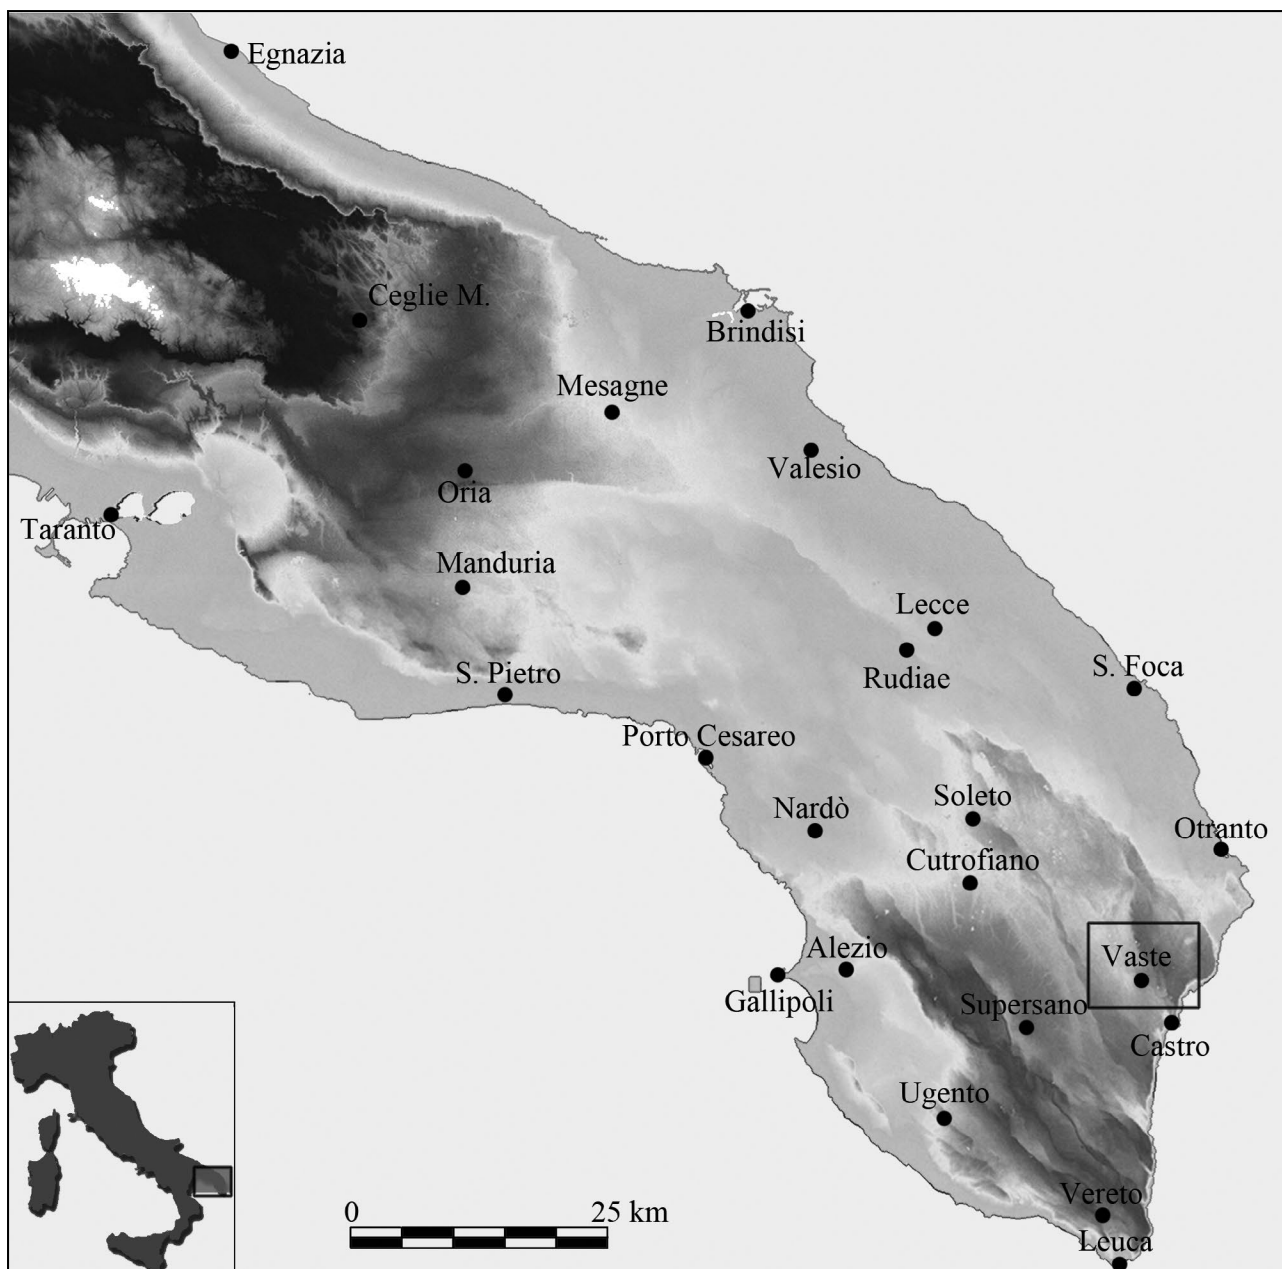 Egnazia
Ceglie M.
Brindisi
Mesagne
Valesio
Oria
Taranto
Manduria
Lecce
Rudiae
S. Foca
S. Pietro
Porto Cesareo
Nardò
Soleto
Otranto
Cutrofiano
Alezio
Vaste
Gallipoli
Supersano
Castro
Ugento
Vereto
Leuca
0 25 km